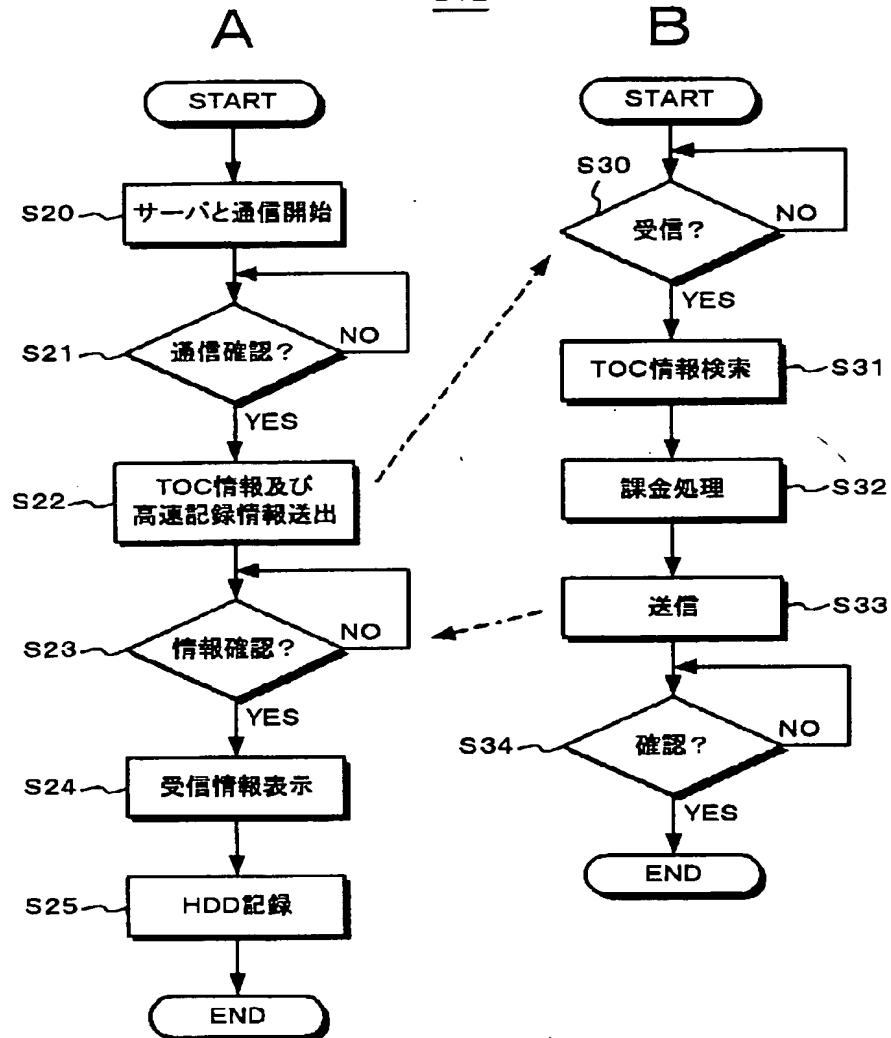 A
START
S20
サーバと通信開始
S21
通信確認?
NO
YES
S22
TOC情報及び
高速記録情報送出
S23
情報確認?
NO
YES
S24
受信情報表示
S25
HDD記録
END
B
START
S30
受信?
NO
YES
TOC情報検索
S31
課金処理
S32
送信
S33
S34
確認?
NO
YES
END